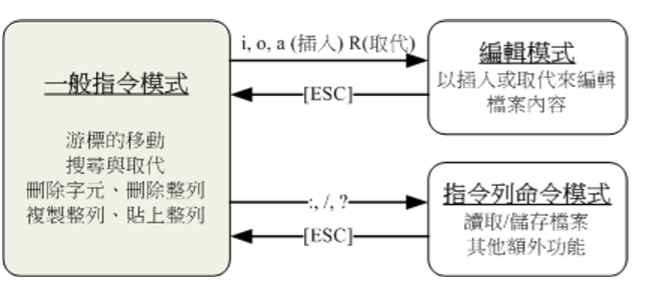 一般指令模式
游標的移動
搜尋與取代
刪除字元、刪除整列
複製整列、貼上整列
i, o, a (插入) R(取代)
[ESC]
編輯模式
以插入或取代來編輯
檔案內容
:, /, ?
[ESC]
指令列命令模式
讀取/儲存檔案
其他額外功能